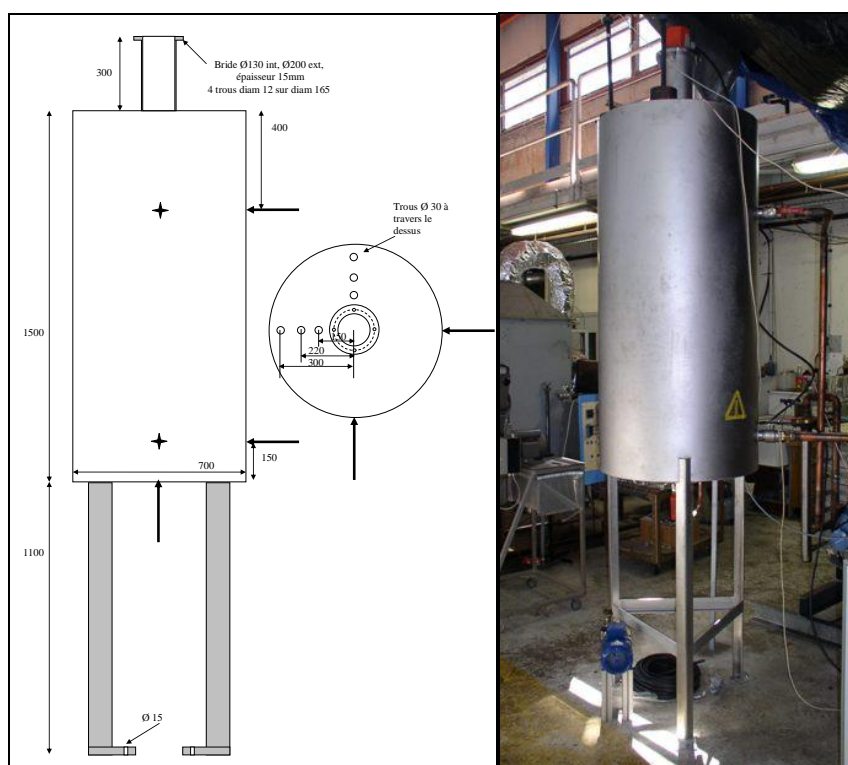 Bride Ø130 int, Ø200 ext,
épaisseur 15mm
4 trous diam 12 sur diam 165
300
400
Trous Ø 30 à
travers le
dessus
1500
150
220
300
700
150
1100
Ø 15